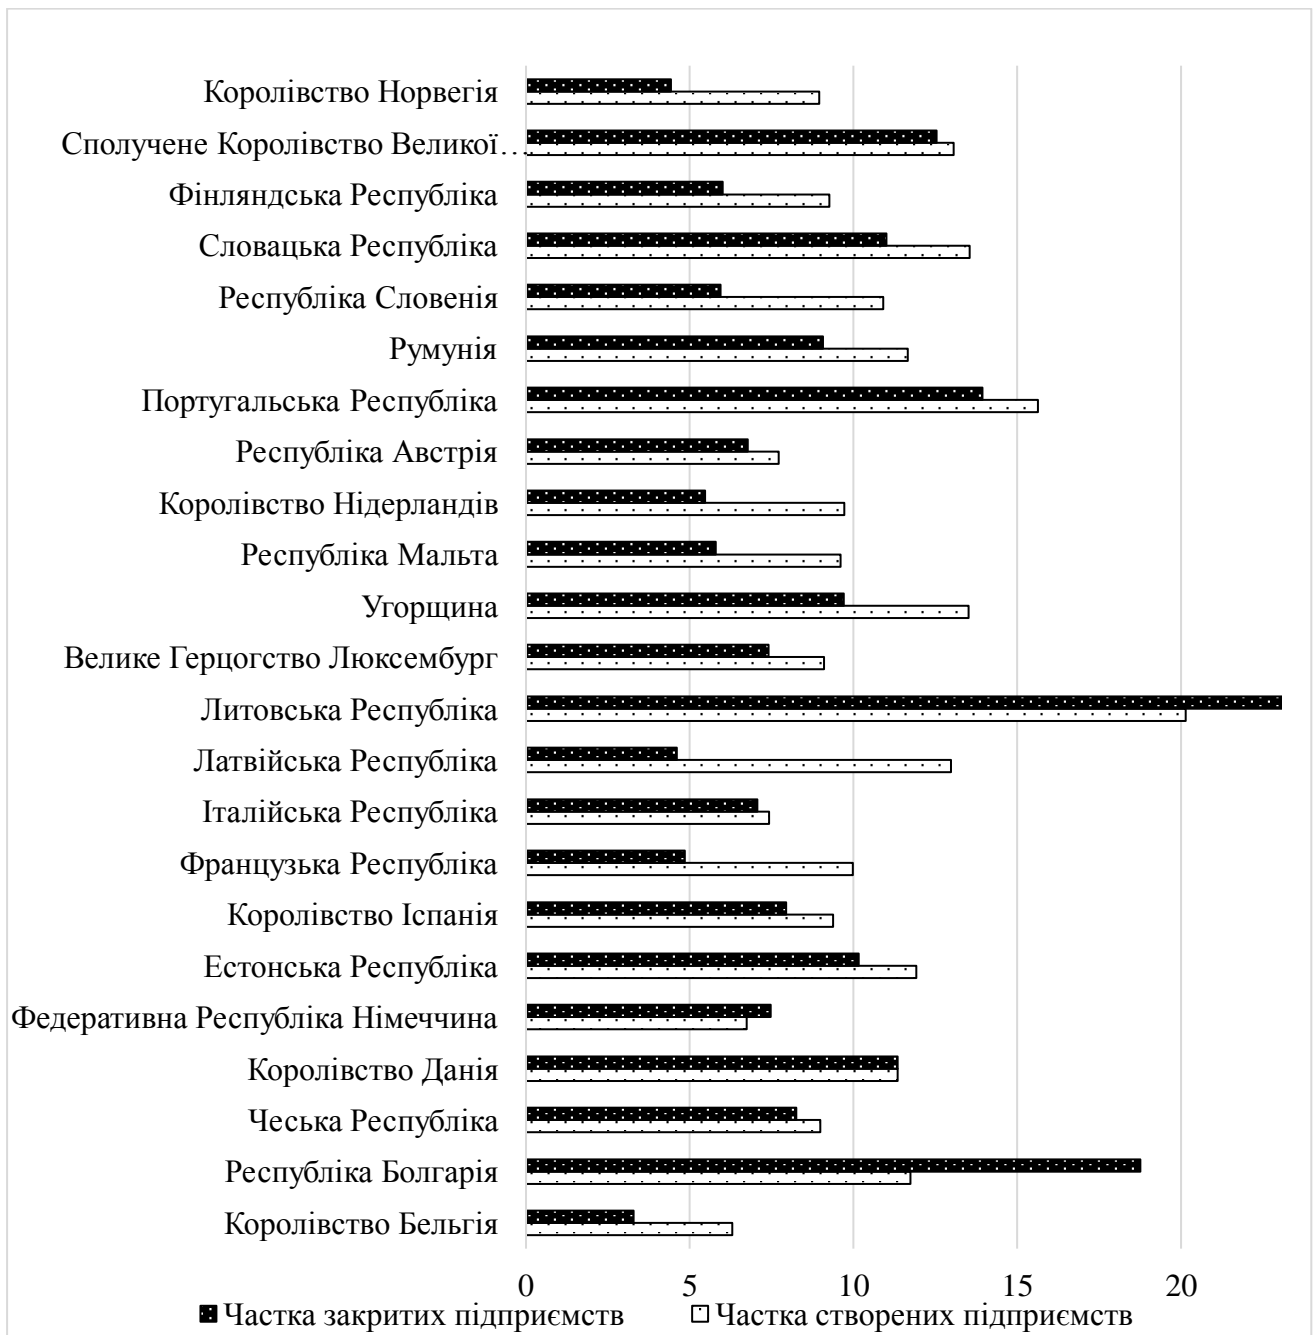 Королівство Норвегія
Сполучене Королівство Великої…
Фінляндська Республіка
Словацька Республіка
Республіка Словенія
Румунія
Португальська Республіка
Республіка Австрія
Королівство Нідерландів
Республіка Мальта
Угорщина
Велике Герцогство Люксембург
Литовська Республіка
Латвійська Республіка
Італійська Республіка
Французька Республіка
Королівство Іспанія
Естонська Республіка
Федеративна Республіка Німеччина
Королівство Данія
Чеська Республіка
Республіка Болгарія
Королівство Бельгія
0 5 10 15 20
Частка закритих підприємств Частка створених підприємств